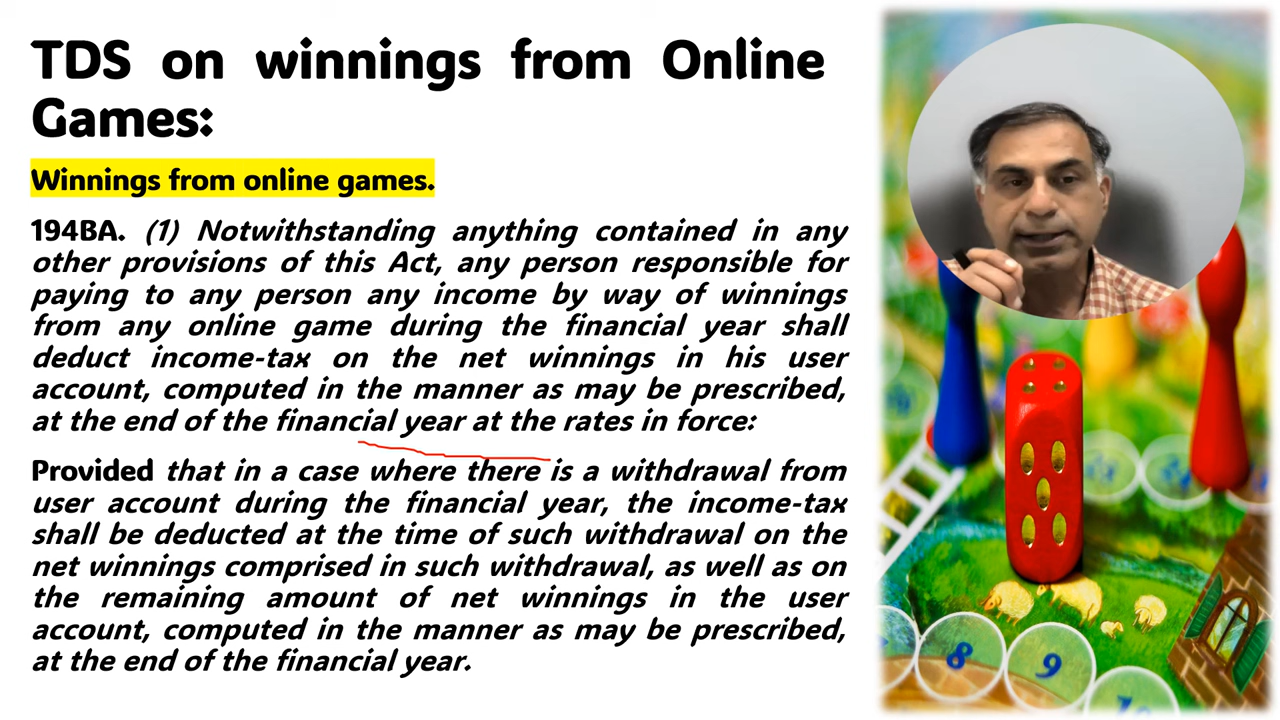 TDS on winnings from Online
Games:
Winnings from online games.
194BA. (1) Notwithstanding anything contained in any
other provisions of this Act, any person responsible for
paying to any person any income by way of winnings
from any online game during the financial year shall
deduct income-tax on the net winnings in his user
account, computed in the manner as may be prescribed,
at the end of the financial year at the rates in force:
Provided that in a case where there is a withdrawal from
user account during the financial year, the income-tax
shall be deducted at the time of such withdrawal on the
net winnings comprised in such withdrawal, as well as on
the remaining amount of net winnings in the user
account, computed in the manner as may be prescribed,
at the end of the financial year.
8
9